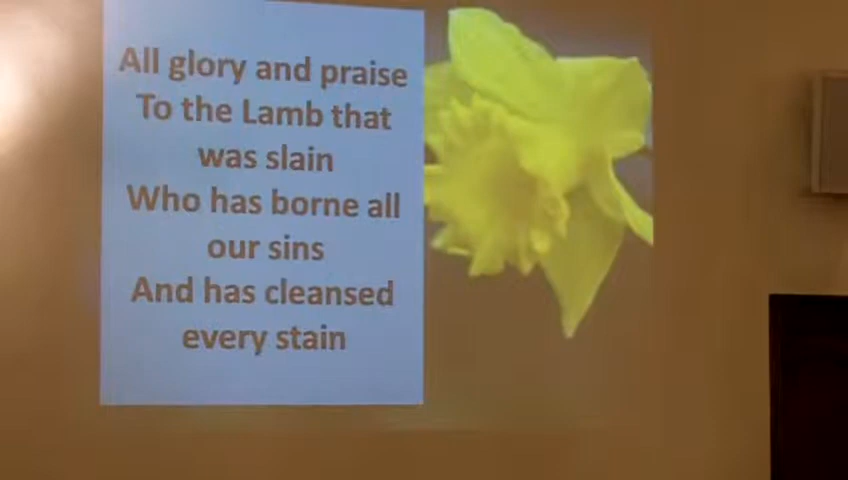 All glory and praise
To the Lamb that
was slain
Who has borne all
our sins
And has cleansed
every stain